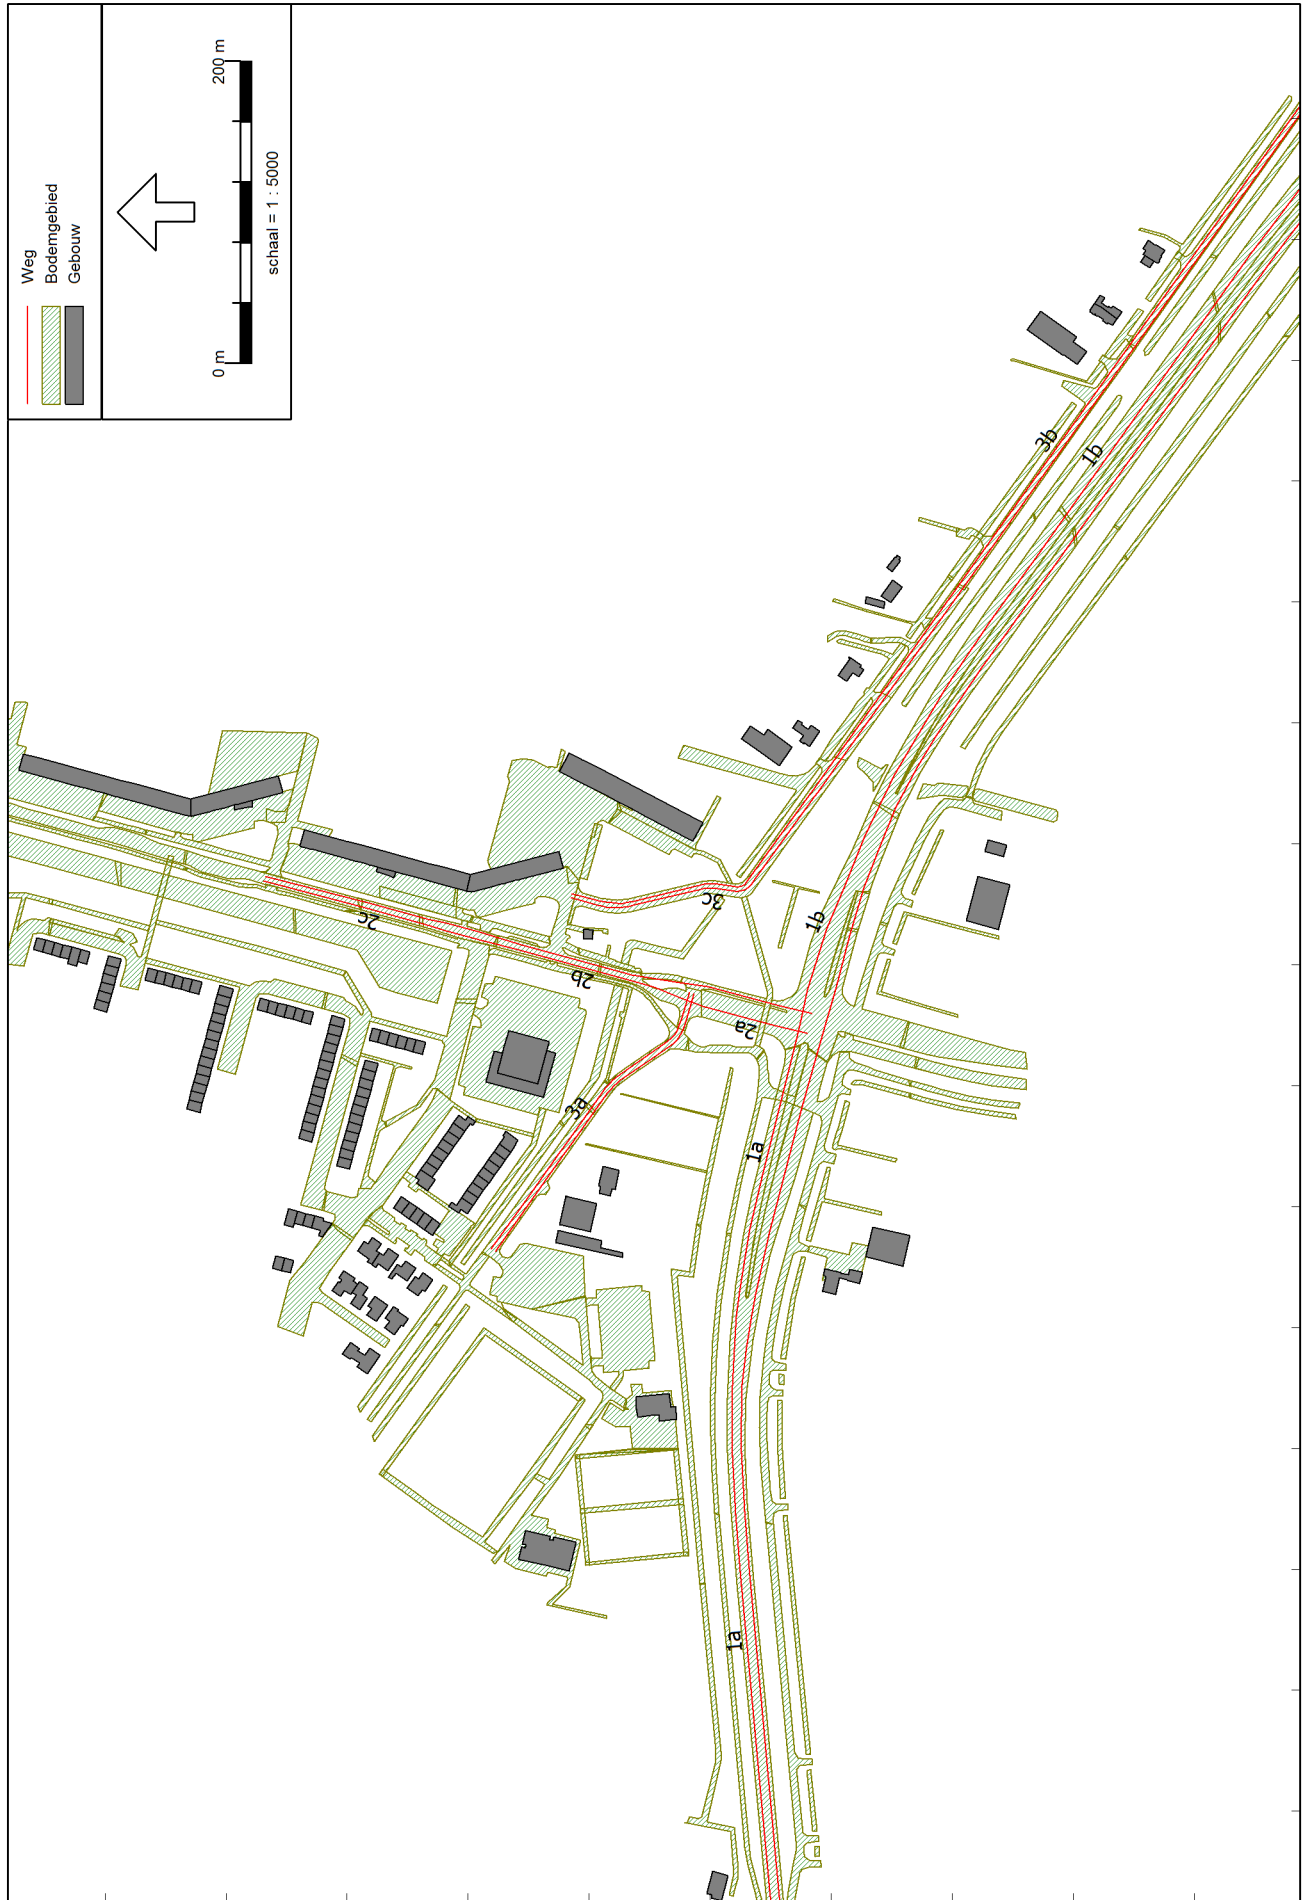 Weg
Bodemgebied
Gebouw
0 m
200 m
schaal = 1 : 5000
3b
1b
2c
3c
2b
1b
2a
3a
1a
1a